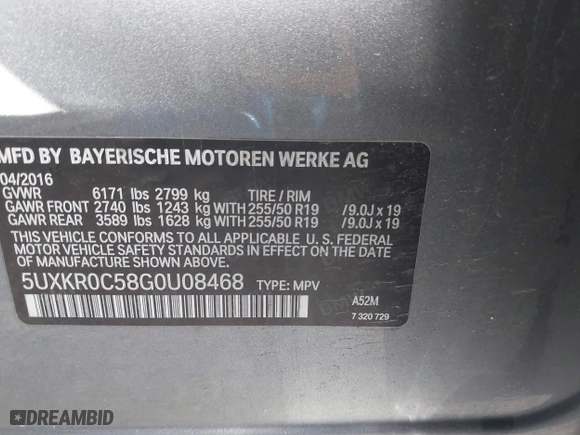 MFD BY BAYERISCHE MOTOREN WERKE AG
04/2016
GVWR 6171 lbs 2799 kg TIRE / RIM
GAWR FRONT 2740 lbs 1243 kg WITH 255/50 R19 /9.0J x 19
GAWR REAR 3589 lbs 1628 kg WITH 255/50 R19 /9.0J x 19
THIS VEHICLE CONFORMS TO ALL APPLICABLE U. S. FEDERAL
MOTOR VEHICLE SAFETY STANDARDS IN EFFECT ON THE DATE
OF MANUFACTURE SHOWN ABOVE.
5UXKR0C58G0U08468 TYPE: MPV
A52M
7 320 729
DREAMBID